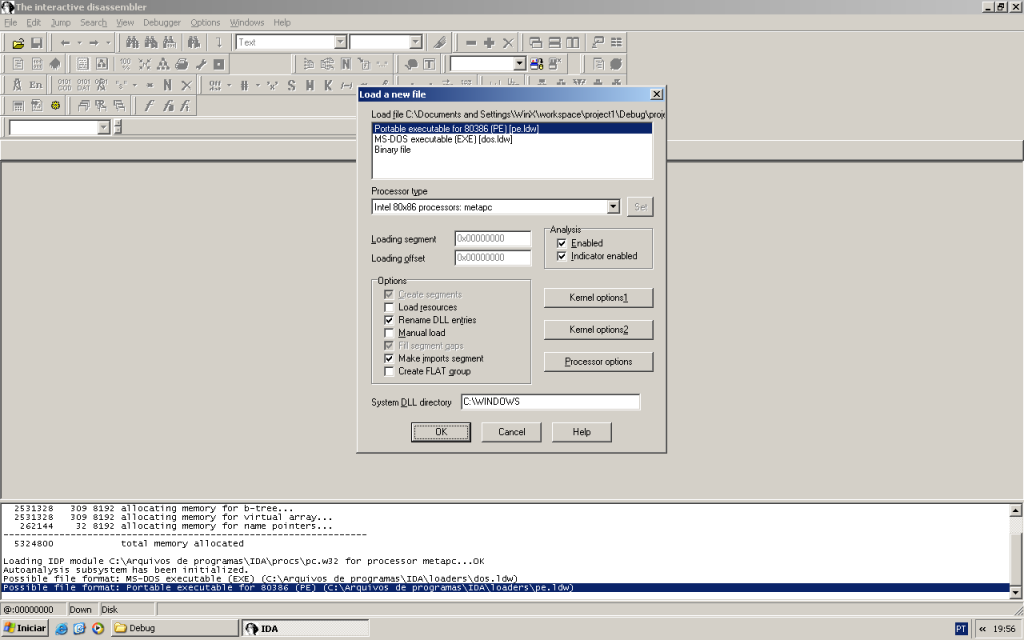 The interactive disassembler
File Edit Jump Search View Debugger Options Windows Help
Text
En
N
S M K
Load a new file
Load file C:\Documents and Settings\WinX\workspace\project1\Debug\proje
Portable executable for 80386 (PE) [pe.ldw]
MS-DOS executable (EXE) [dos.ldw]
Binary file
Processor type
Intel 80x86 processors: metapc
Set
Loading segment 0x00000000
Loading offset 0x00000000
Analysis
Enabled
Indicator enabled
Options
Create segments
Load resources
Rename DLL entries
Manual load
Fill segment gaps
Make imports segment
Create FLAT group
Kernel options1
Kernel options2
Processor options
System DLL directory C:\WINDOWS
OK Cancel Help
2531328 309 8192 allocating memory for b-tree...
2531328 309 8192 allocating memory for virtual array...
262144 32 8192 allocating memory for name pointers...
-----------------------------------------------------------------
5324800 total memory allocated
Loading IDP module C:\Arquivos de programas\IDA\procs\pc.w32 for processor metapc...OK
Autoanalysis subsystem has been initialized.
Possible file format: MS-DOS executable (EXE) (C:\Arquivos de programas\IDA\loaders\dos.ldw)
Possible file format: Portable executable for 80386 (PE) (C:\Arquivos de programas\IDA\loaders\pe.ldw)
@:00000000 Down Disk
Iniciar Debug IDA PT « 19:56